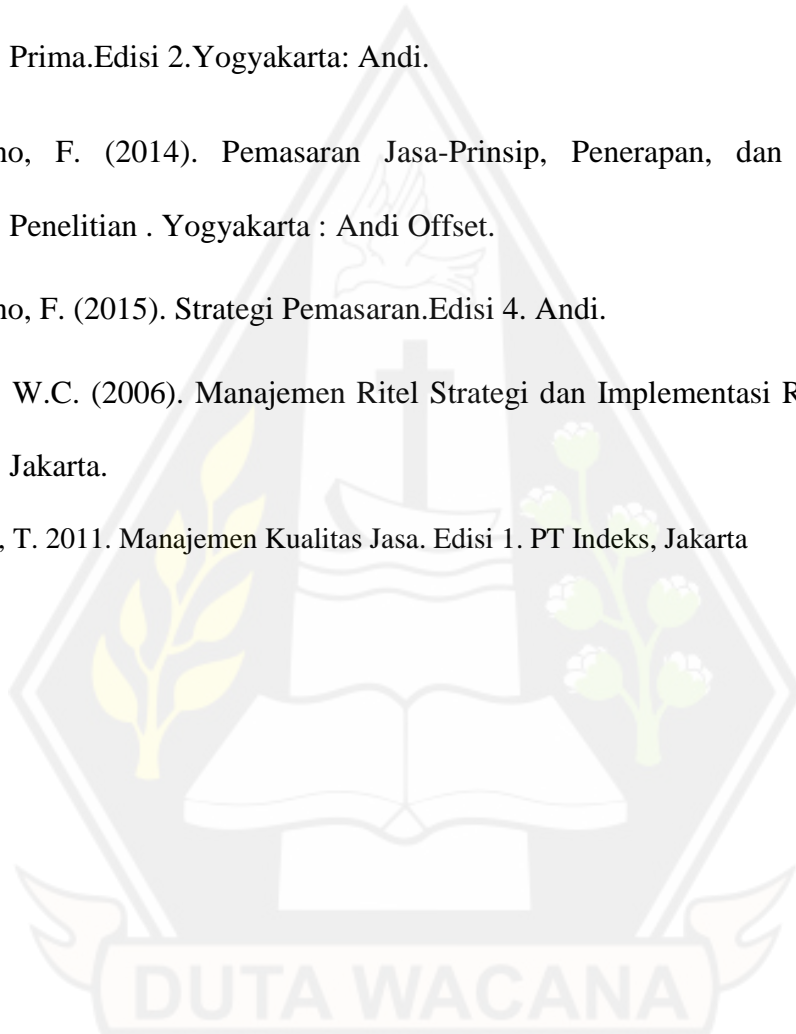 Prima.Edisi 2.Yogyakarta: Andi.
no, F. (2014). Pemasaran Jasa-Prinsip, Penerapan, dan
Penelitian . Yogyakarta : Andi Offset.
no, F. (2015). Strategi Pemasaran.Edisi 4. Andi.
W.C. (2006). Manajemen Ritel Strategi dan Implementasi R
Jakarta.
, T. 2011. Manajemen Kualitas Jasa. Edisi 1. PT Indeks, Jakarta
DUTA WACANA